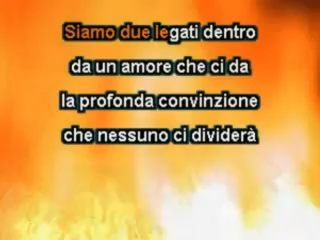 Siamo due legati dentro
da un amore che ci da
la profonda convinzione
che nessuno ci dividerà